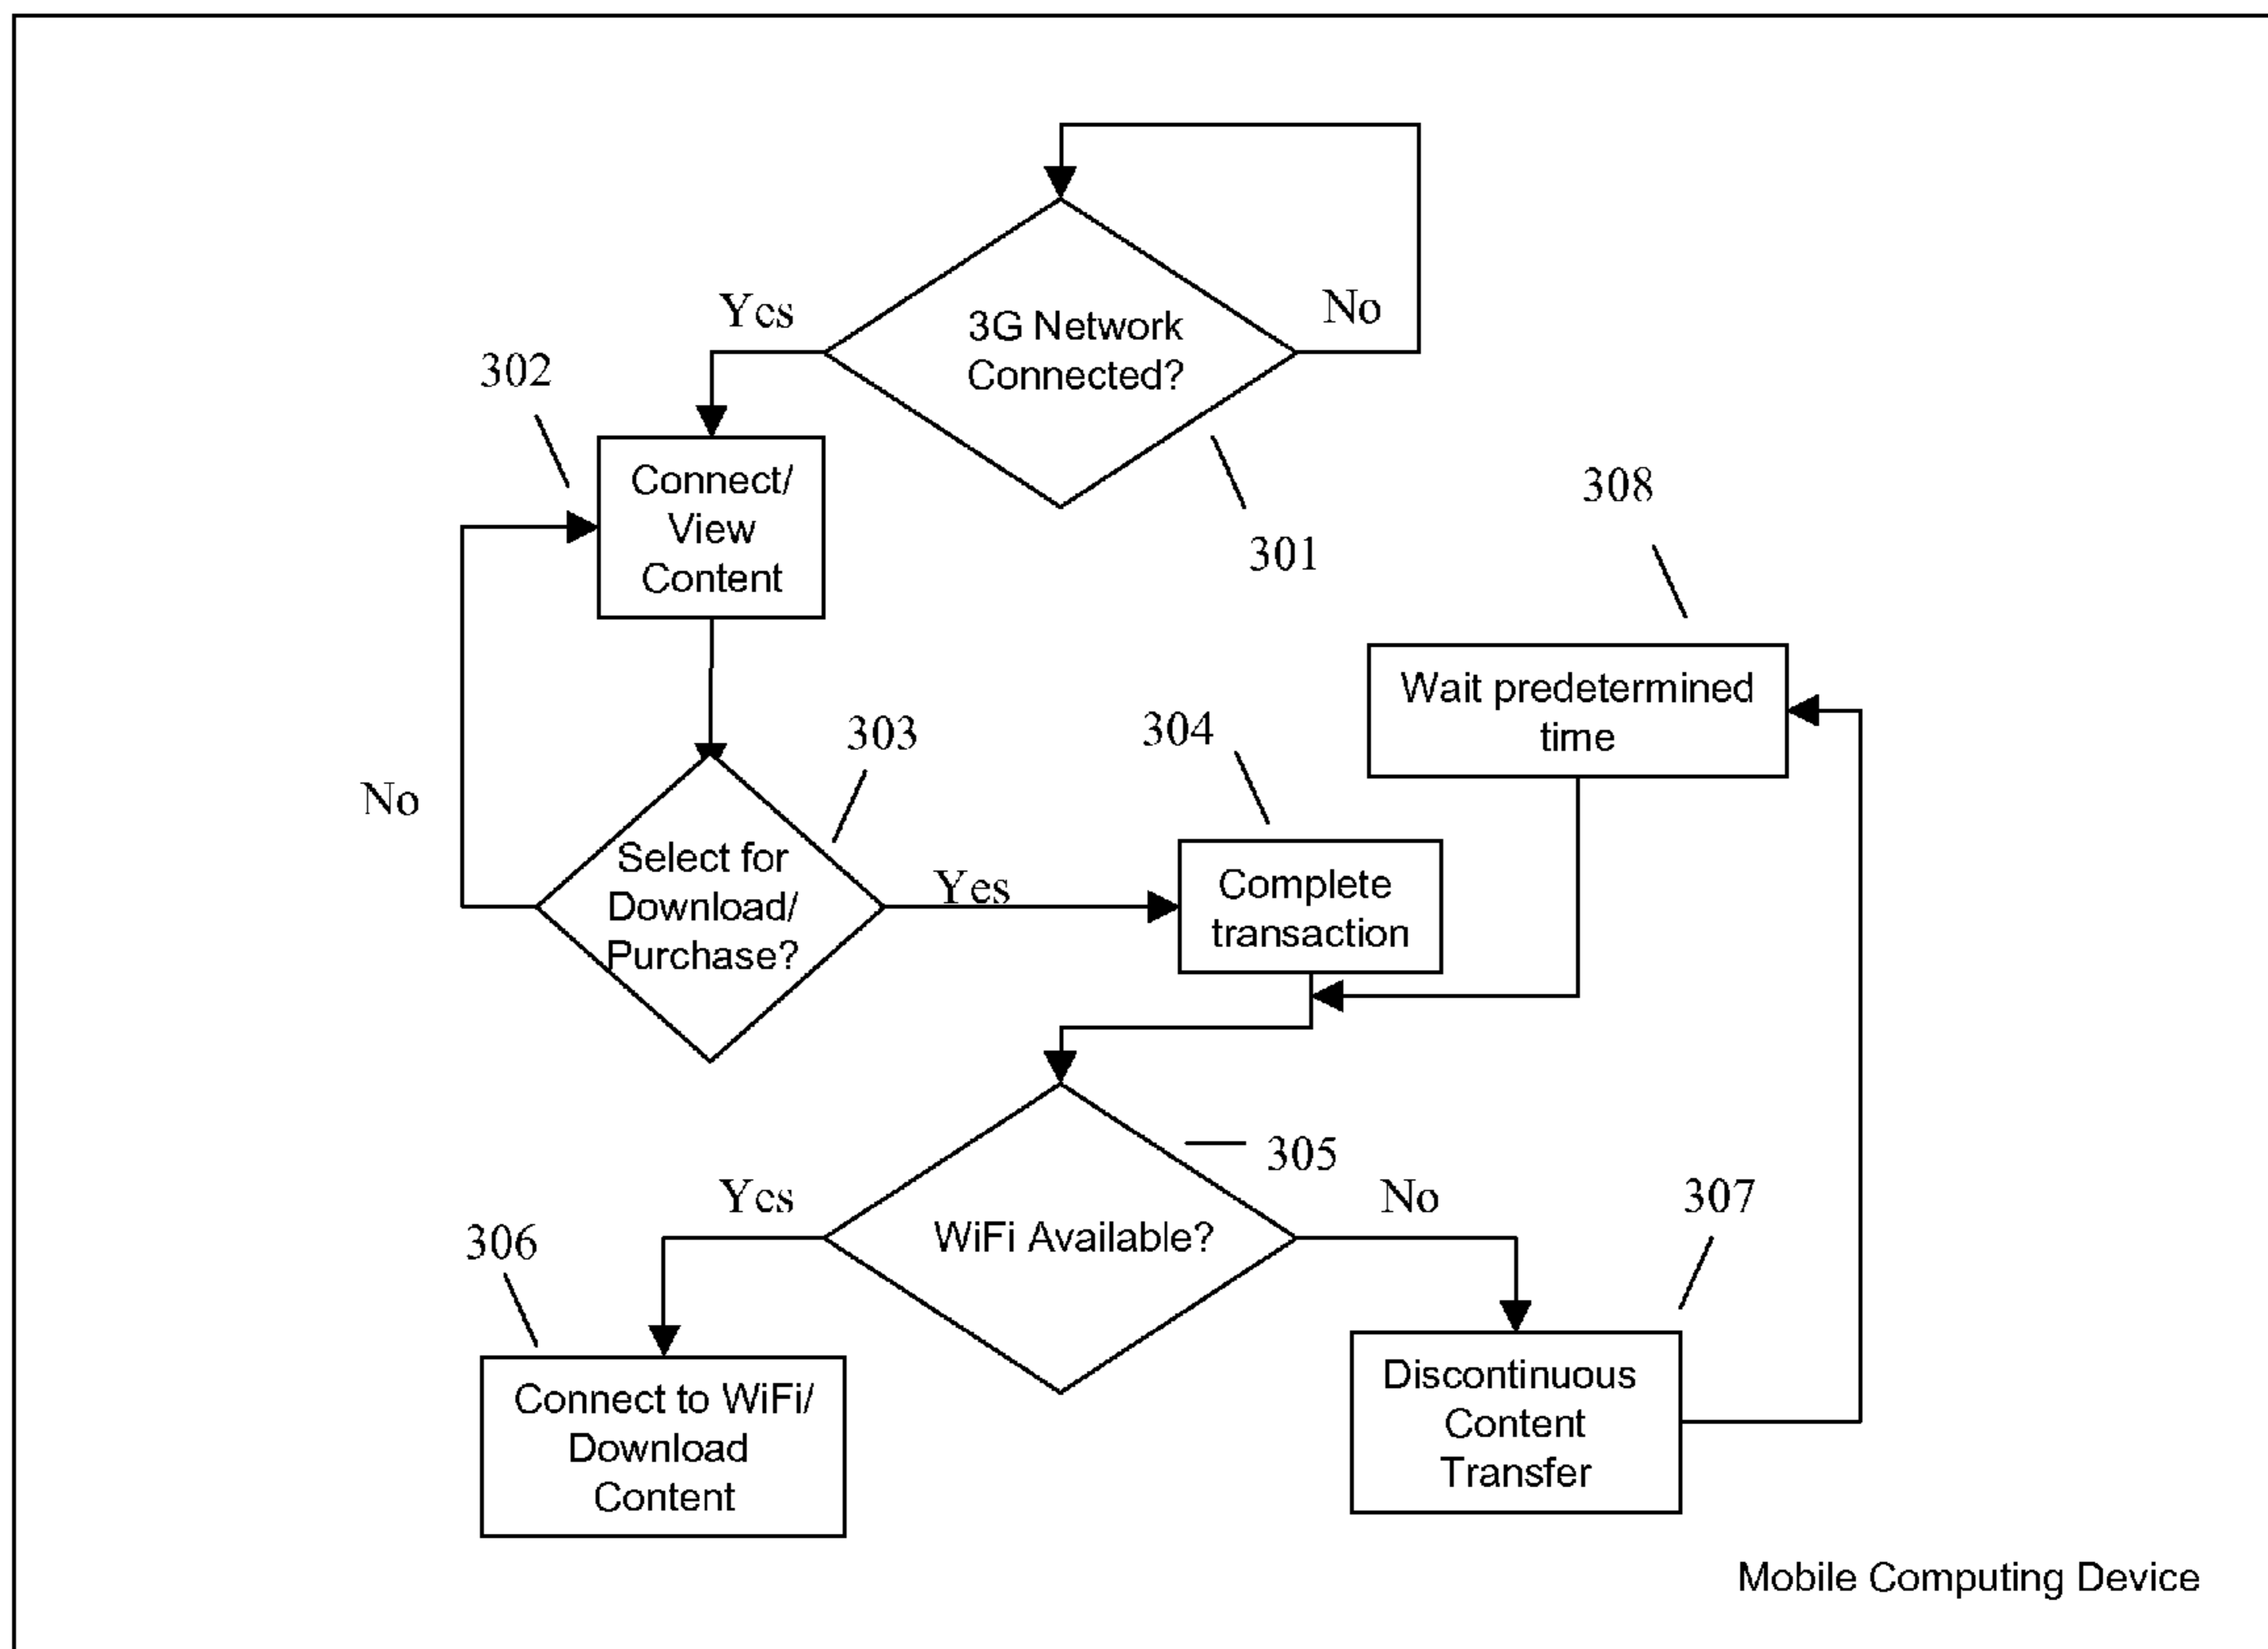 Yes
No
3G Network
Connected?
302
Connect/
View
Content
301
308
Wait predetermined
time
303
304
No
Select for
Download/
Purchase?
Yes
Complete
transaction
305
Yes
No
307
306
WiFi Available?
Connect to WiFi/
Download
Content
Discontinuous
Content
Transfer
Mobile Computing Device